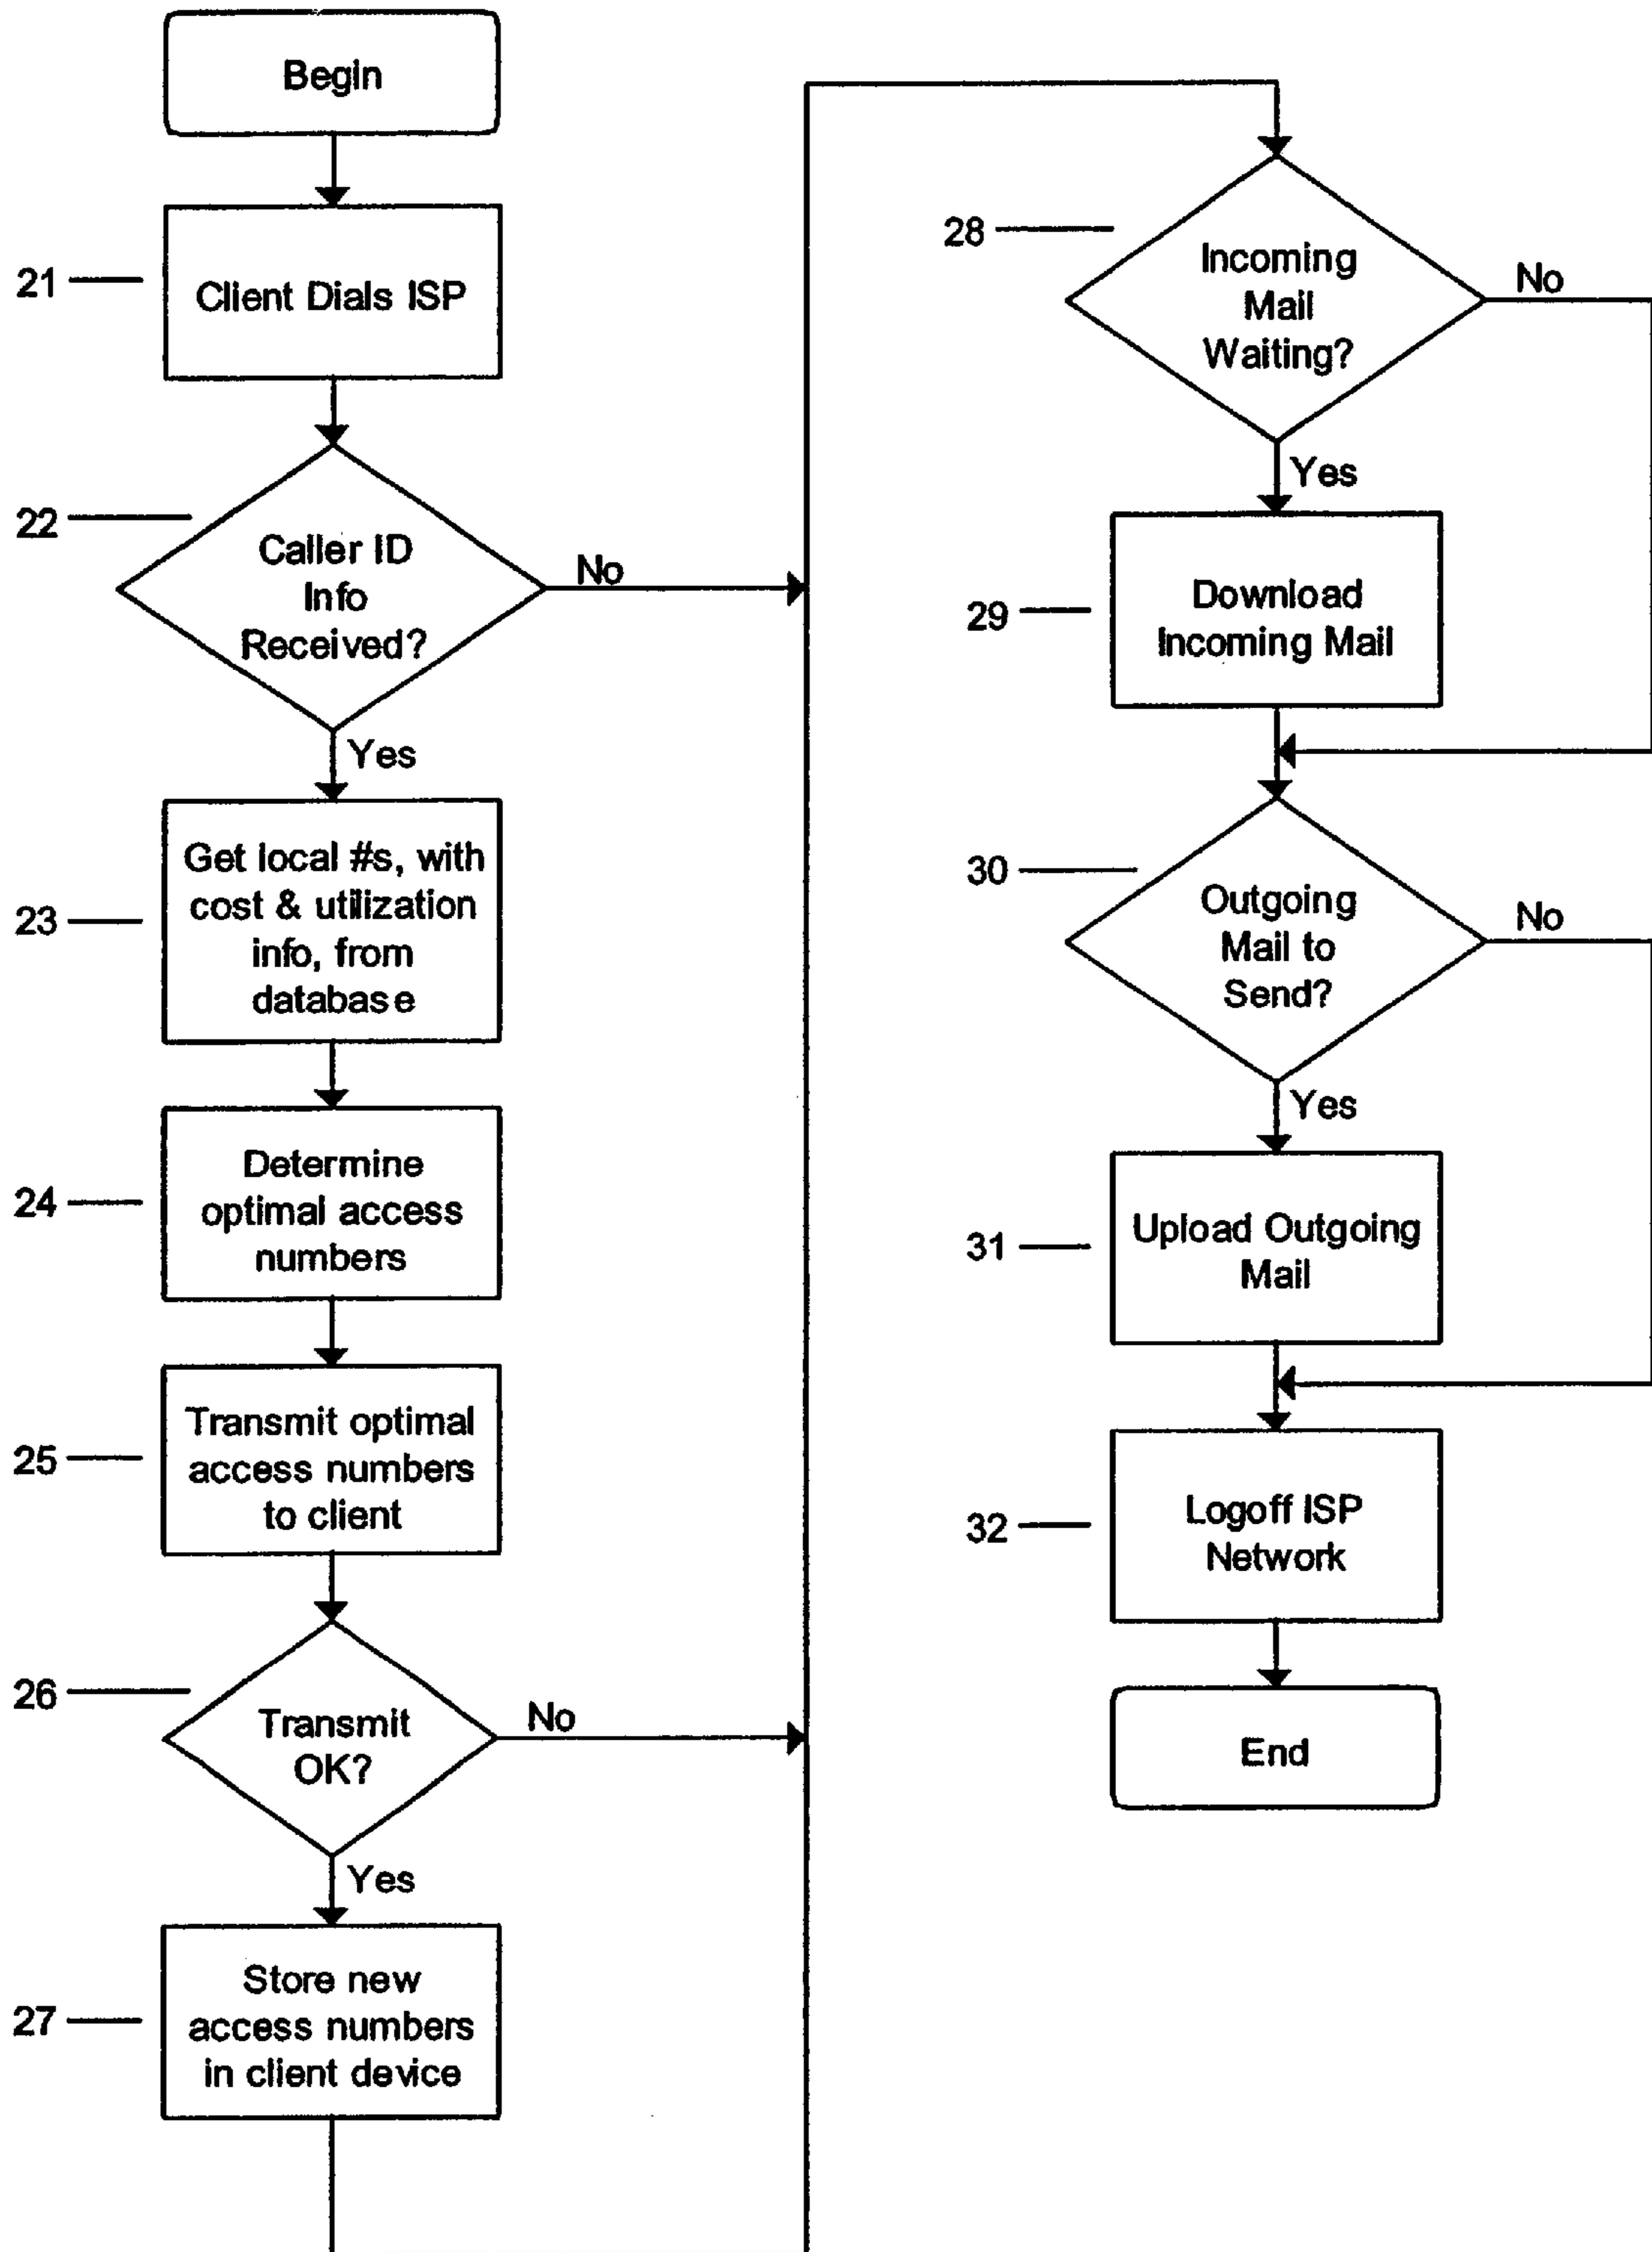 Begin
21
Client Dials ISP
22
Caller ID
Info
Received?
No
Yes
23
Get local #s, with
cost & utilization
info, from
database
24
Determine
optimal access
numbers
25
Transmit optimal
access numbers
to client
26
Transmit
OK?
No
Yes
27
Store new
access numbers
in client device
28
Incoming
Mail
Waiting?
No
Yes
29
Download
Incoming Mail
30
Outgoing
Mail to
Send?
No
Yes
31
Upload Outgoing
Mail
32
Logoff ISP
Network
End